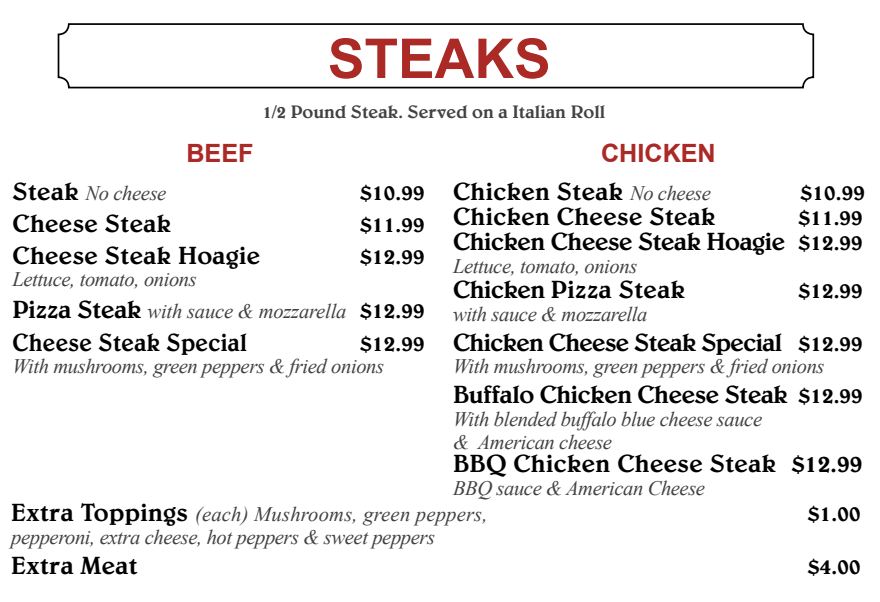 STEAKS
1/2 Pound Steak. Served on a Italian Roll
BEEF
Steak No cheese $10.99
Cheese Steak $11.99
Cheese Steak Hoagie $12.99
Lettuce, tomato, onions
Pizza Steak with sauce & mozzarella $12.99
Cheese Steak Special $12.99
With mushrooms, green peppers & fried onions
CHICKEN
Chicken Steak No cheese $10.99
Chicken Cheese Steak $11.99
Chicken Cheese Steak Hoagie $12.99
Lettuce, tomato, onions
Chicken Pizza Steak $12.99
with sauce & mozzarella
Chicken Cheese Steak Special $12.99
With mushrooms, green peppers & fried onions
Buffalo Chicken Cheese Steak $12.99
With blended buffalo blue cheese sauce
& American cheese
BBQ Chicken Cheese Steak $12.99
BBQ sauce & American Cheese
Extra Toppings (each) Mushrooms, green peppers, $1.00
pepperoni, extra cheese, hot peppers & sweet peppers
Extra Meat $4.00